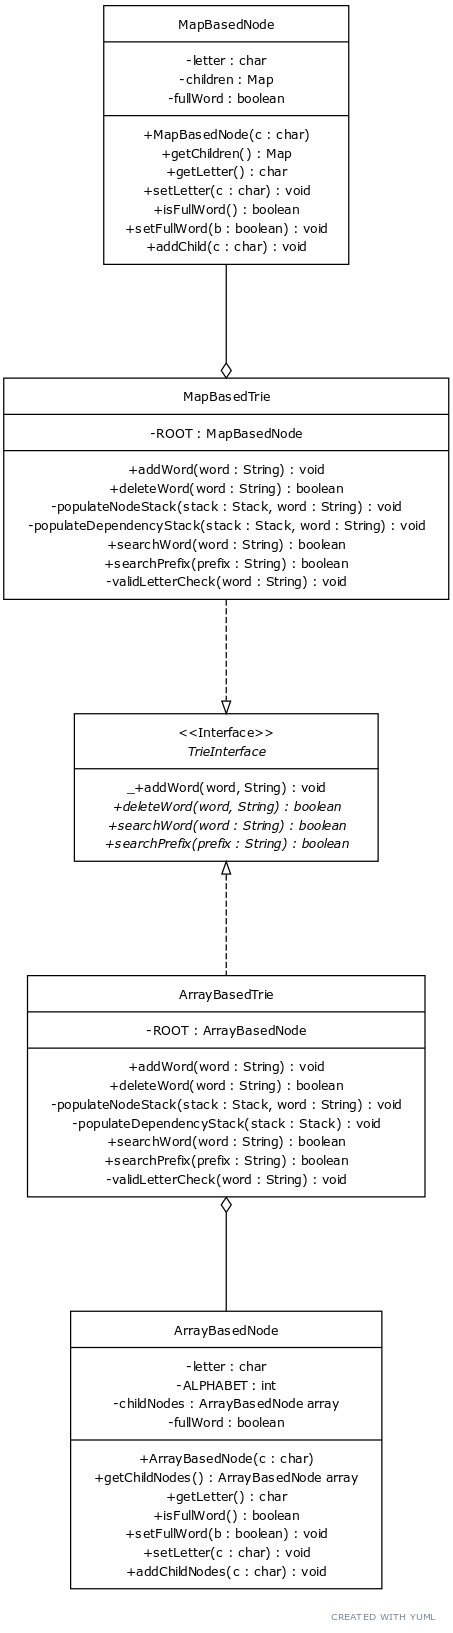 MapBasedNode
-letter : char
-children : Map
-fullWord : boolean
+MapBasedNode(c : char)
+getChildren() : Map
+getLetter() : char
+setLetter(c : char) : void
+isFullWord() : boolean
+setFullWord(b : boolean) : void
+addChild(c : char) : void
MapBasedTrie
-ROOT : MapBasedNode
+addWord(word : String) : void
+deleteWord(word : String) : boolean
-populateNodeStack(stack : Stack, word : String) : void
-populateDependencyStack(stack : Stack, word : String) : void
+searchWord(word : String) : boolean
+searchPrefix(prefix : String) : boolean
-validLetterCheck(word : String) : void
<<Interface>>
TrieInterface
_+addWord(word, String) : void
+deleteWord(word, String) : boolean
+searchWord(word : String) : boolean
+searchPrefix(prefix : String) : boolean
ArrayBasedTrie
-ROOT : ArrayBasedNode
+addWord(word : String) : void
+deleteWord(word : String) : boolean
-populateNodeStack(stack : Stack, word : String) : void
-populateDependencyStack(stack : Stack) : void
+searchWord(word : String) : boolean
+searchPrefix(prefix : String) : boolean
-validLetterCheck(word : String) : void
ArrayBasedNode
-letter : char
-ALPHABET : int
-childNodes : ArrayBasedNode array
-fullWord : boolean
+ArrayBasedNode(c : char)
+getChildNodes() : ArrayBasedNode array
+getLetter() : char
+isFullWord() : boolean
+setFullWord(b : boolean) : void
+setLetter(c : char) : void
+addChildNodes(c : char) : void
CREATED WITH YUML